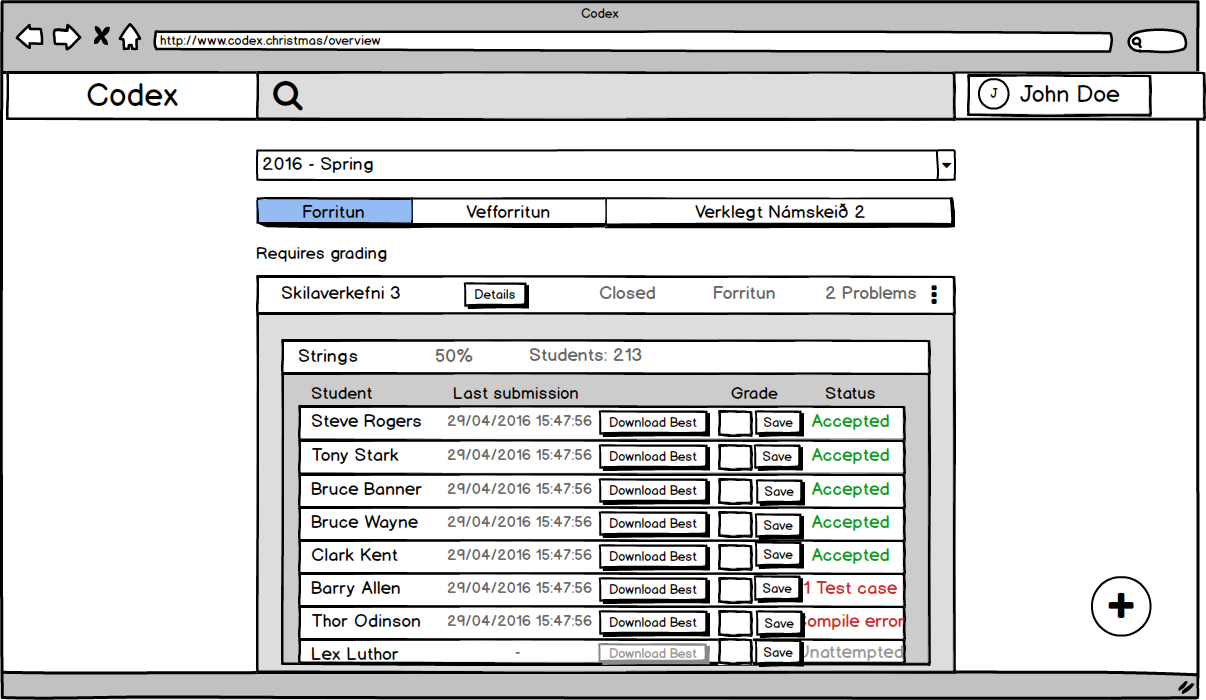 Codex
http://www.codex.christmas/overview
Codex
J John Doe
2016 - Spring
Forritun Vefforritun Verklegt Námskeið 2
Requires grading
Skilaverkefni 3 Details Closed Forritun 2 Problems
Strings 50% Students: 213
Student Last submission Grade Status
Steve Rogers 29/04/2016 15:47:56 Download Best Save Accepted
Tony Stark 29/04/2016 15:47:56 Download Best Save Accepted
Bruce Banner 29/04/2016 15:47:56 Download Best Save Accepted
Bruce Wayne 29/04/2016 15:47:56 Download Best Save Accepted
Clark Kent 29/04/2016 15:47:56 Download Best Save Accepted
Barry Allen 29/04/2016 15:47:56 Download Best Save 1 Test case
Thor Odinson 29/04/2016 15:47:56 Download Best Save ompile error
Lex Luthor - Download Best Save Unattempted